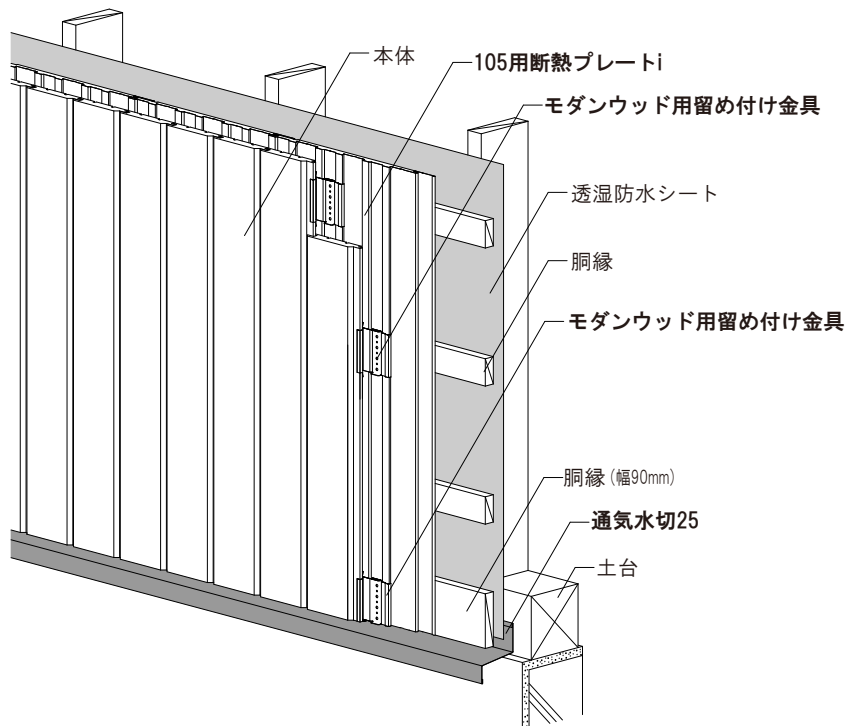 本体
105用断熱プレートi
モダンウッド用留め付け金具
透湿防水シート
胴縁
モダンウッド用留め付け金具
胴縁(幅90mm)
通気水切25
土台